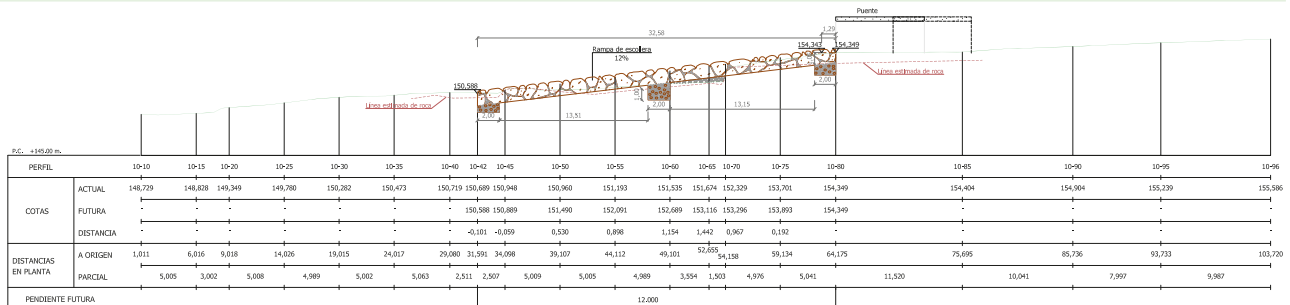 Puente
1,29
32,58
154,343 154,349
Rampa de escollera
12%
Línea estimada de roca
2,00
150,588
Línea estimada de roca
1,00
2,00
13,15
2,00
13,51
P.C. +145.00 m.
PERFIL 10-10 10-15 10-20 10-25 10-30 10-35 10-40 10-42 10-45 10-50 10-55 10-60 10-65 10-70 10-75 10-80 10-85 10-90 10-95 10-96
COTAS
ACTUAL 148,729 148,828 149,349 149,780 150,282 150,473 150,719 150,689 150,948 150,960 151,193 151,535 151,674 152,329 153,701 154,349 154,404 154,904 155,239 155,586
FUTURA - - - - - - - 150,588 150,889 151,490 152,091 152,689 153,116 153,296 153,893 154,349 - - - -
DISTANCIA - - - - - - - -0,101 -0,059 0,530 0,898 1,154 1,442 0,967 0,192 - - - -
DISTANCIAS EN PLANTA
A ORIGEN 1,011 6,016 9,018 14,026 19,015 24,017 29,080 31,591 34,098 39,107 44,112 49,101 52,655 54,158 59,134 64,175 75,695 85,736 93,733 103,720
PARCIAL 5,005 3,002 5,008 4,989 5,002 5,063 2,511 2,507 5,009 5,005 4,989 3,554 1,503 4,976 5,041 11,520 10,041 7,997 9,987
PENDIENTE FUTURA 12.000